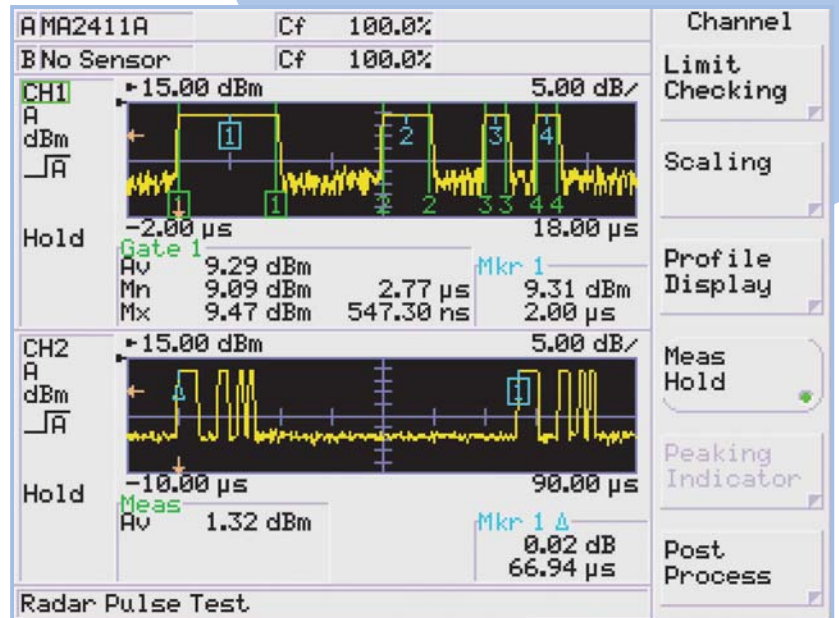 A MA2411A Cf 100.0%
B No Sensor Cf 100.0%
CH1
A
dBm
A
Hold
15.00 dBm 5.00 dB/
1 2 3 4
1 1 2 2 3 3 4 4
-2.00 µs 18.00 µs
Gate 1
Av 9.29 dBm
Mn 9.09 dBm 2.77 µs
Mx 9.47 dBm 547.30 ns
Mkr 1
9.31 dBm
2.00 µs
CH2
A
dBm
A
Hold
15.00 dBm 5.00 dB/
Δ 1
-10.00 µs 90.00 µs
Meas
Av 1.32 dBm
Mkr 1 Δ
0.02 dB
66.94 µs
Radar Pulse Test
Channel
Limit
Checking
Scaling
Profile
Display
Meas
Hold
Peaking
Indicator
Post
Process